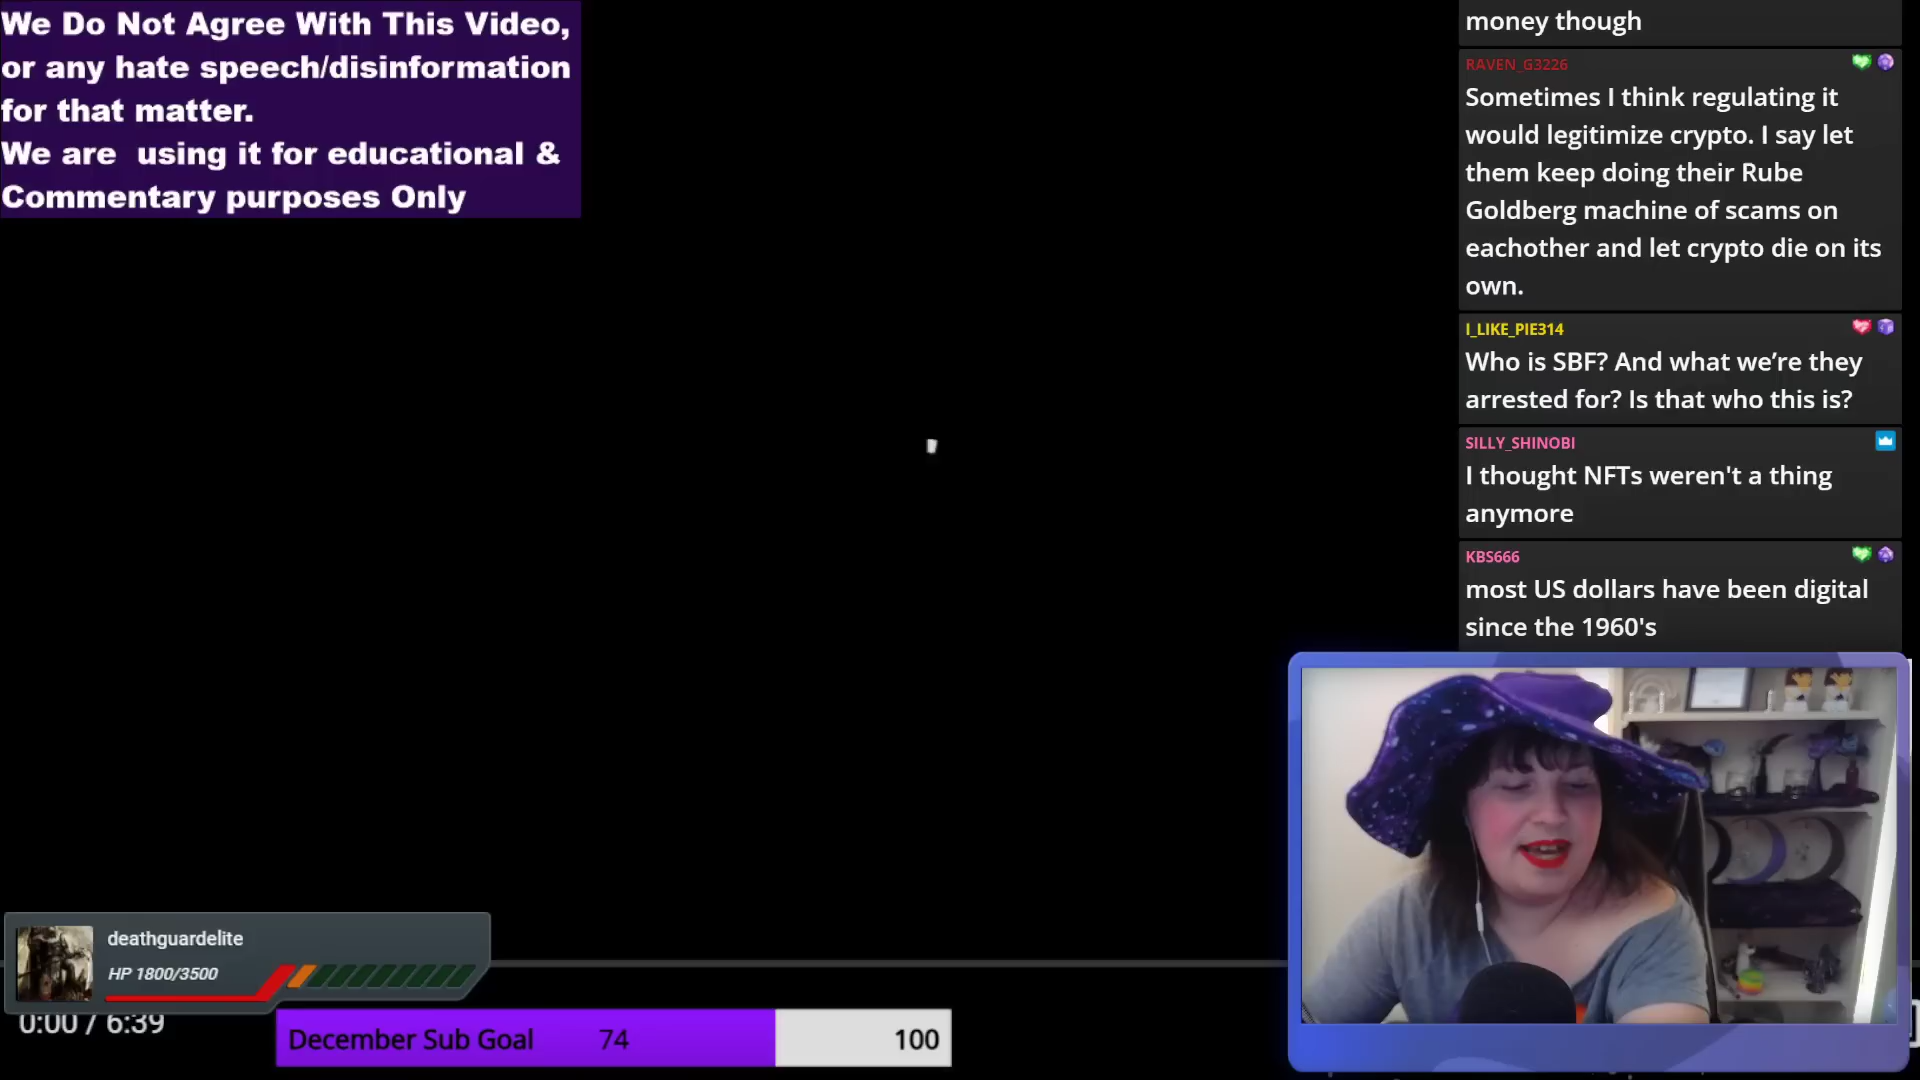 We Do Not Agree With This Video,
or any hate speech/disinformation
for that matter.
We are  using it for educational &
Commentary purposes Only
money though
RAVEN_G3226
Sometimes I think regulating it
would legitimize crypto. I say let
them keep doing their Rube
Goldberg machine of scams on
eachother and let crypto die on its
own.
I_LIKE_PIE314
Who is SBF? And what we’re they
arrested for? Is that who this is?
SILLY_SHINOBI
I thought NFTs weren't a thing
anymore
KBS666
most US dollars have been digital
since the 1960's
deathguardelite
HP 1800/3500
0:00 / 6:39
December Sub Goal 74 100